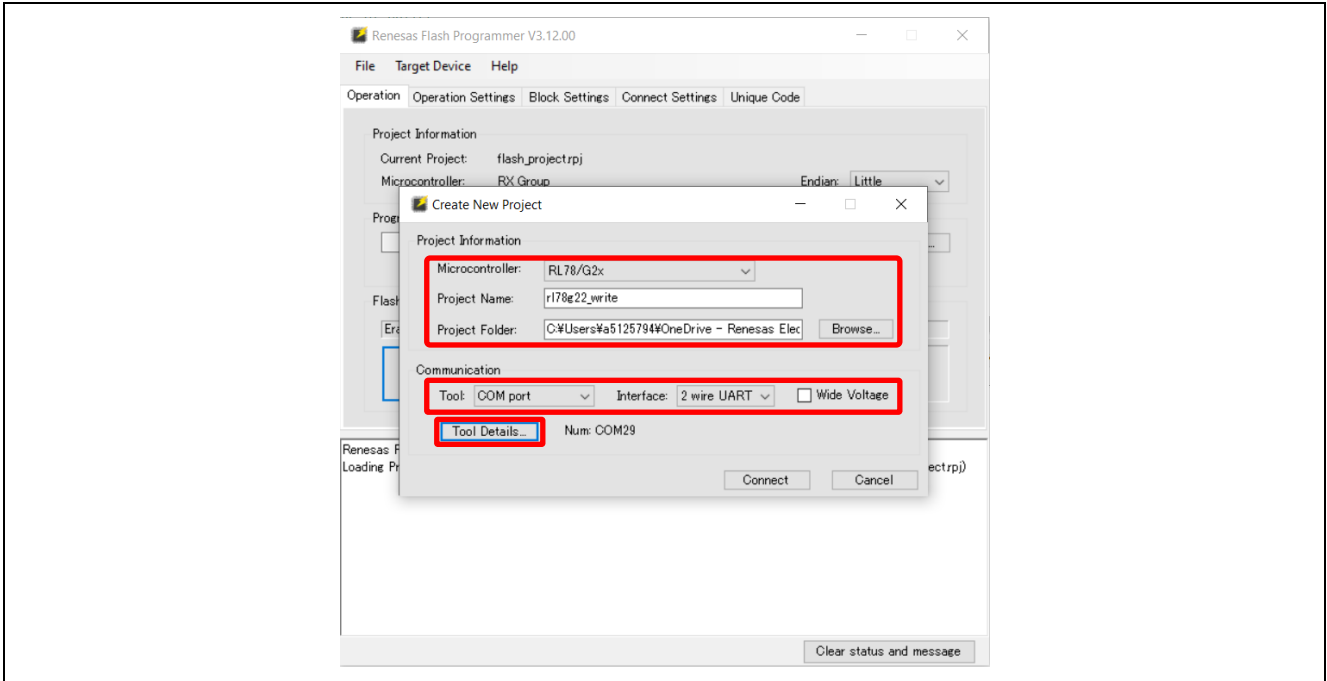 Renesas Flash Programmer V3.12.00
File Target Device Help
Operation Operation Settings Block Settings Connect Settings Unique Code
Project Information
Current Project: flash_project.rpj
Microcontroller: RX Group Endian: Little
Create New Project
Progr
...
Project Information
Microcontroller: RL78/G2x
Project Name: rl78g22_write
Flash
Project Folder: C:¥Users¥a5125794¥OneDrive - Renesas Elec Browse...
Era
Communication
Tool: COM port Interface: 2 wire UART Wide Voltage
Tool Details... Num: COM29
Renesas F
Loading Pr ect.rpj)
Connect Cancel
Clear status and message